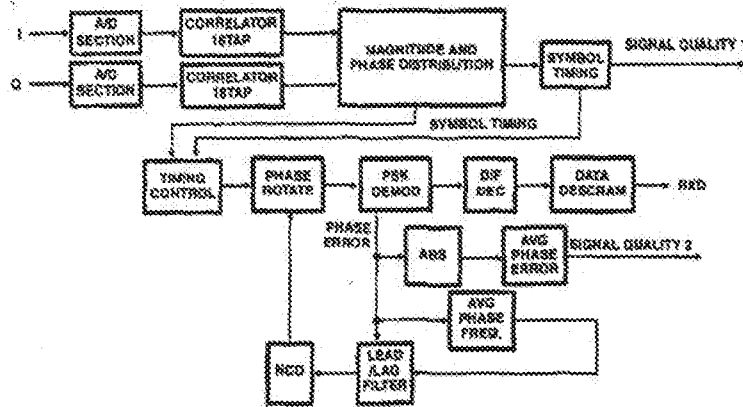 I
A/D
SECTION
CORRELATOR
16TAP
MAGNITUDE AND
PHASE DISTRIBUTION
SYMBOL
TIMING
SIGNAL QUALITY 1
Q
A/D
SECTION
CORRELATOR
16TAP
SYMBOL TIMING
TIMING
CONTROL
PHASE
ROTATE
PSK
DEMOD
DIF
DEC
DATA
DESCRAM
RXD
PHASE
ERROR
ABS
AVG
PHASE
ERROR
SIGNAL QUALITY 2
AVG
PHASE
FREQ.
NCO
LEAD
/LAG
FILTER